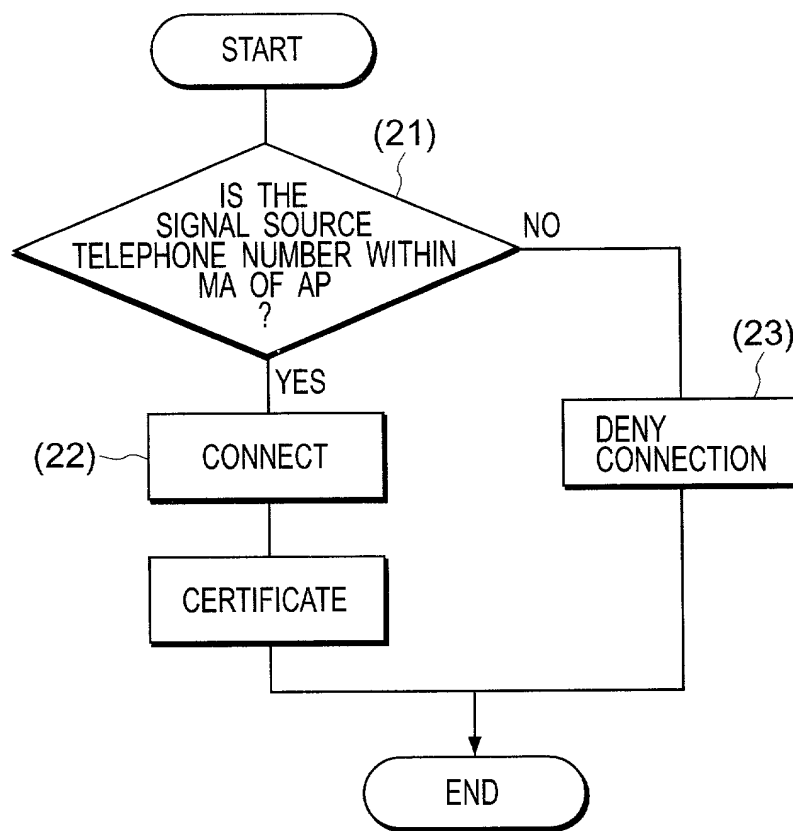 START
(21)
IS THE
SIGNAL SOURCE
TELEPHONE NUMBER WITHIN
MA OF AP
?
NO
YES
(23)
(22)
CONNECT
DENY
CONNECTION
CERTIFICATE
END